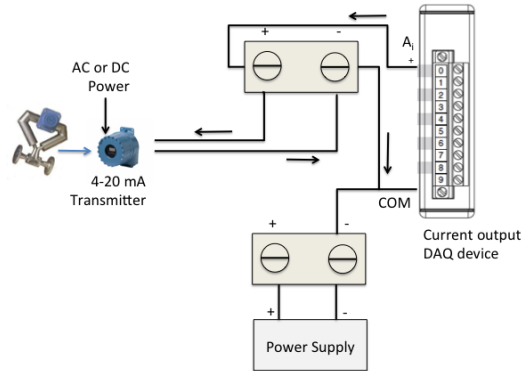 + -
Ai
+
AC or DC
Power
0
1
2
3
4
5
6
7
8
9
4-20 mA
Transmitter
COM
+ -
Current output
DAQ device
+ -
Power Supply